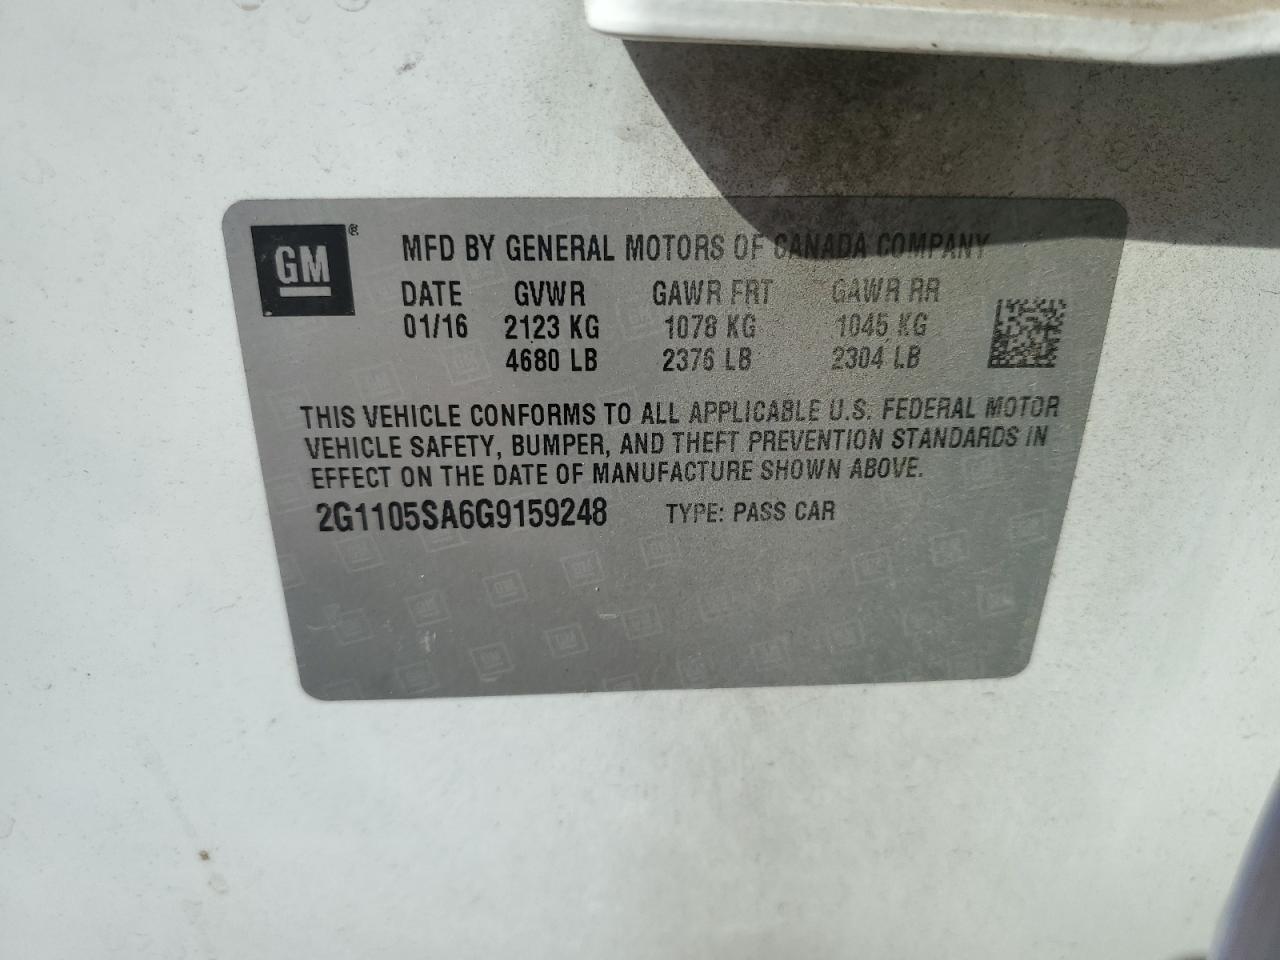 GM ® MFD BY GENERAL MOTORS OF CANADA COMPANY
DATE GVWR GAWR FRT GAWR RR
01/16 2123 KG 1078 KG 1045 KG
4680 LB 2376 LB 2304 LB
THIS VEHICLE CONFORMS TO ALL APPLICABLE U.S. FEDERAL MOTOR
VEHICLE SAFETY, BUMPER, AND THEFT PREVENTION STANDARDS IN
EFFECT ON THE DATE OF MANUFACTURE SHOWN ABOVE.
2G1105SA6G9159248 TYPE: PASS CAR